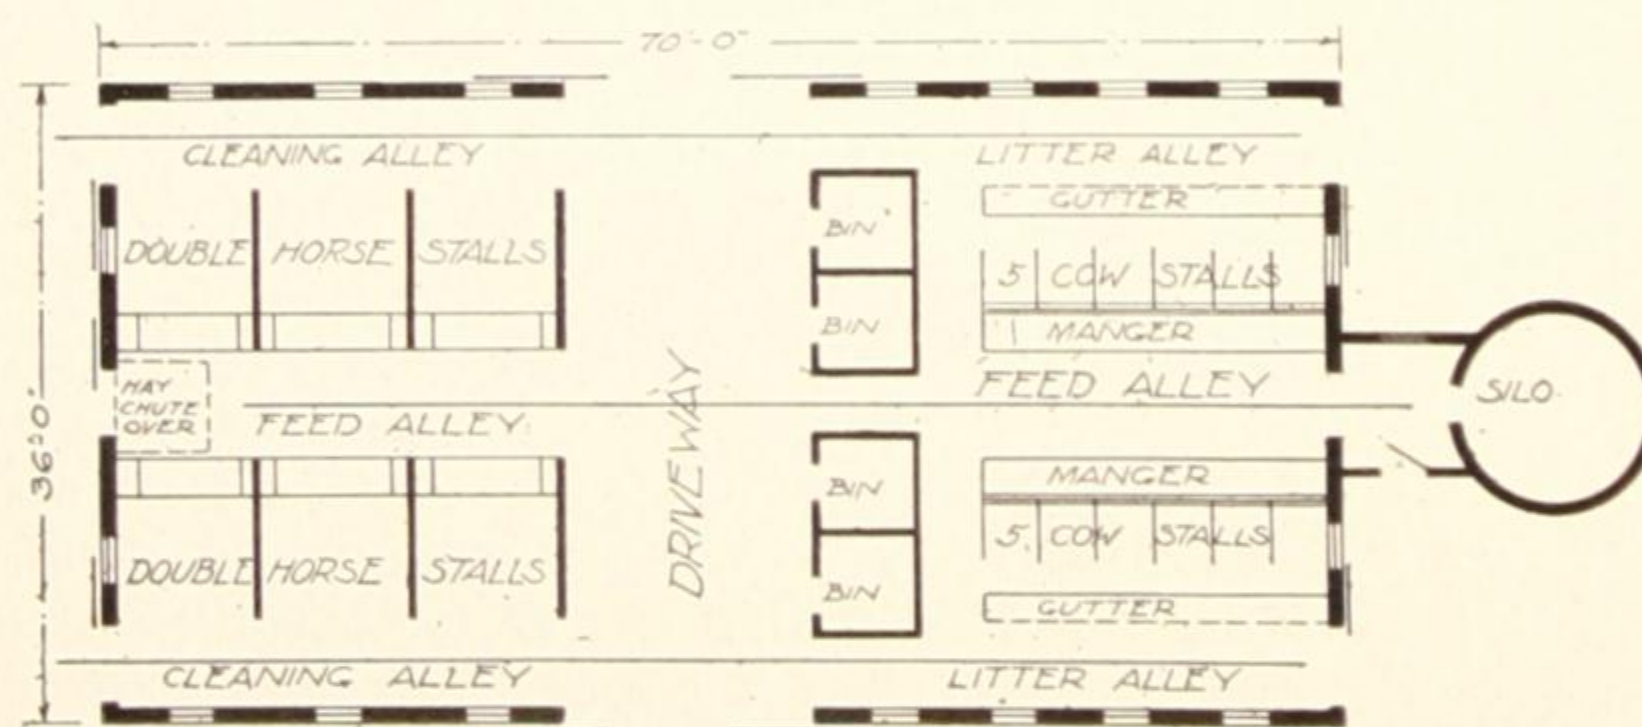 70'-0"
CLEANING ALLEY
LITTER ALLEY
GUTTER
DOUBLE HORSE STALLS
BIN
5 COW STALLS
BIN
MANGER
HAY
CHUTE
OVER
FEED ALLEY
FEED ALLEY
SILO
36'-0"
DRIVEWAY
MANGER
BIN
5 COW STALLS
DOUBLE HORSE STALLS
BIN
GUTTER
CLEANING ALLEY
LITTER ALLEY